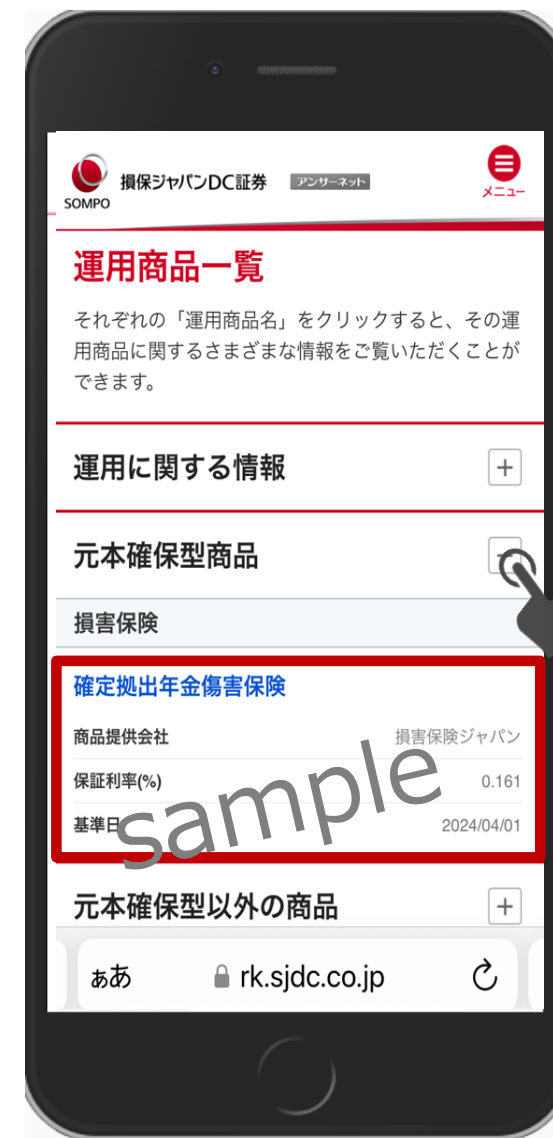 SOMPO
損保ジャパンDC証券
アンサーネット
メニュー
運用商品一覧
それぞれの「運用商品名」をクリックすると、その運
用商品に関するさまざまな情報をご覧いただくことが
できます。
運用に関する情報
元本確保型商品
損害保険
確定拠出年金傷害保険
商品提供会社 損害保険ジャパン
保証利率(%) 0.161
基準日 2024/04/01
sample
元本確保型以外の商品
ぁあ rk.sjdc.co.jp